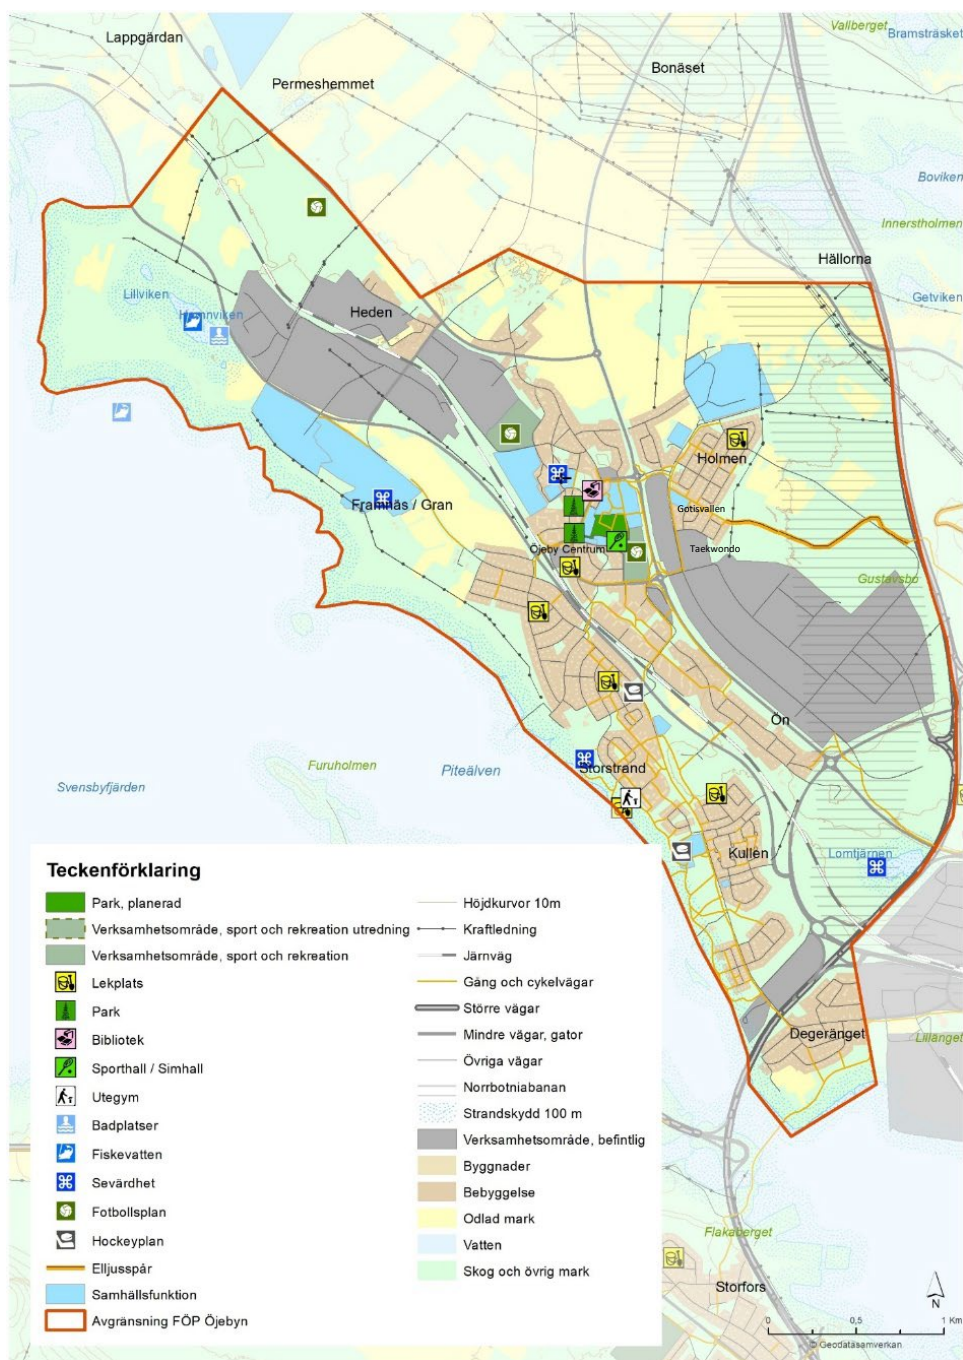 Lappgärdan
Vallberget
Bramsträsket
Bonäset
Permeshemmet
Boviken
Innerstholmen
Hällorna
Lillviken
Getviken
Hamnviken
Heden
Holmen
Framnäs / Gran
Gotisvallen
Öjeby Centrum
Taekwondo
Gustavsbo
Ön
Furuholmen
Piteälven
Storstrand
Svensbyfjärden
Kullen
Lomtjärnen
Degeränget
Lillänget
Flakaberget
Storfors
Teckenförklaring
Park, planerad
Verksamhetsområde, sport och rekreation utredning
Verksamhetsområde, sport och rekreation
Lekplats
Park
Bibliotek
Sporthall / Simhall
Utegym
Badplatser
Fiskevatten
Sevärdhet
Fotbollsplan
Hockeyplan
Elljusspår
Samhällsfunktion
Avgränsning FÖP Öjebyn
Höjdkurvor 10m
Kraftledning
Järnväg
Gång och cykelvägar
Större vägar
Mindre vägar, gator
Övriga vägar
Norrbotniabanan
Strandskydd 100 m
Verksamhetsområde, befintlig
Byggnader
Bebyggelse
Odlad mark
Vatten
Skog och övrig mark
N
0 0,5 1 Km
© Geodatasamverkan